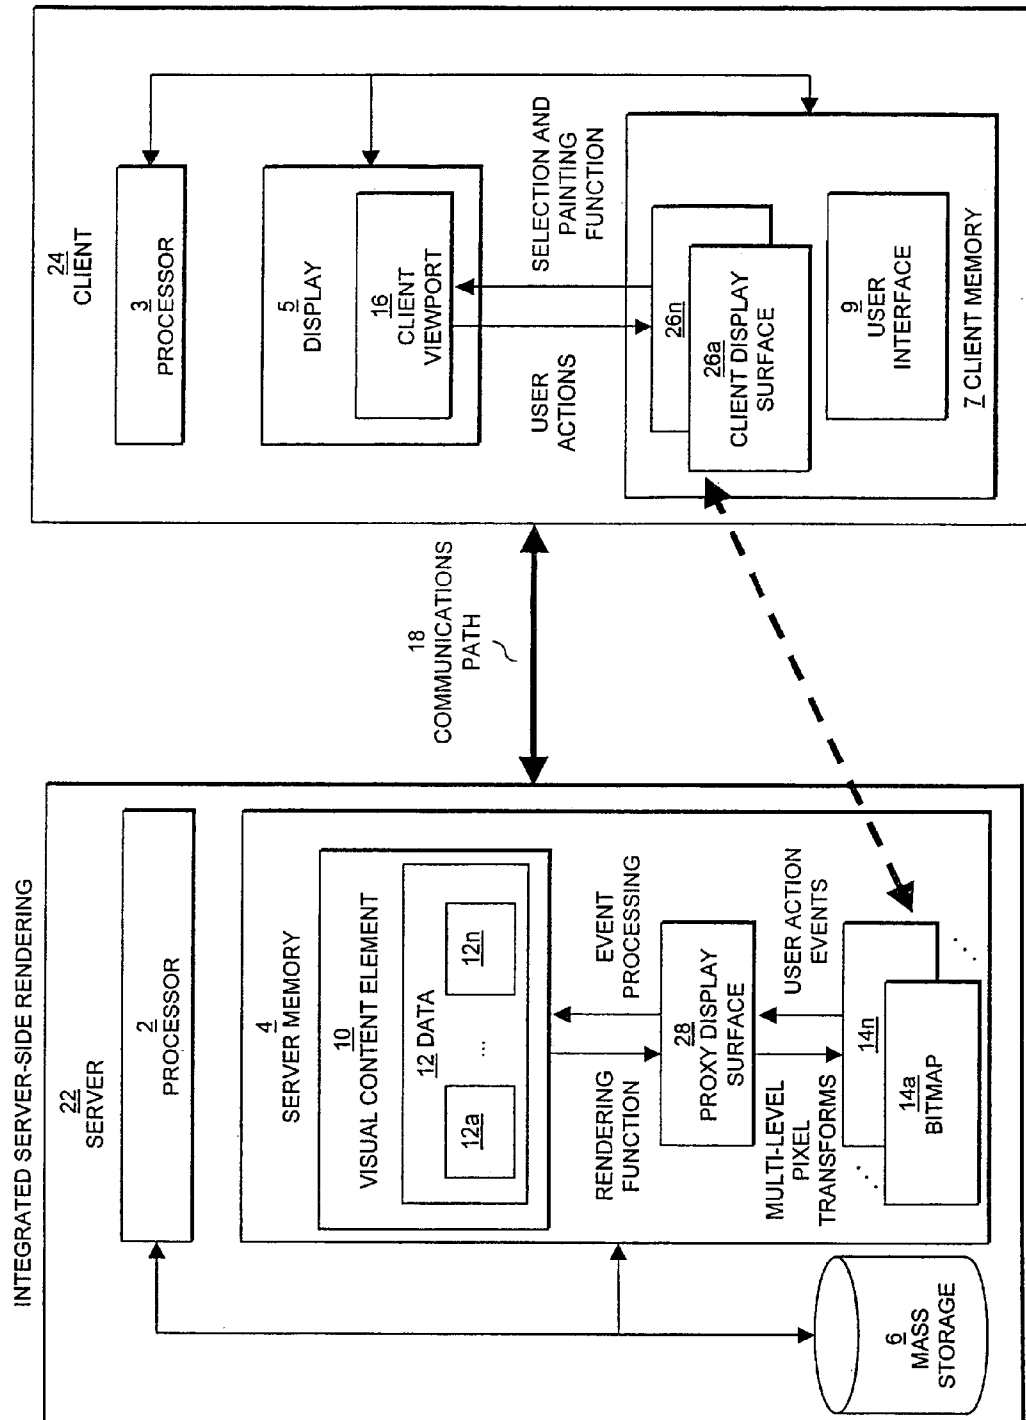 INTEGRATED SERVER-SIDE RENDERING
22
SERVER
2
PROCESSOR
4
SERVER MEMORY
10
VISUAL CONTENT ELEMENT
12 DATA
12a
...
12n
RENDERING
FUNCTION
EVENT
PROCESSING
28
PROXY DISPLAY
SURFACE
MULTI-LEVEL
PIXEL
TRANSFORMS
USER ACTION
EVENTS
14n
14a
BITMAP
...
...
6
MASS
STORAGE
18
COMMUNICATIONS
PATH
24
CLIENT
3
PROCESSOR
5
DISPLAY
16
CLIENT
VIEWPORT
USER
ACTIONS
SELECTION AND
PAINTING
FUNCTION
26n
26a
CLIENT DISPLAY
SURFACE
9
USER
INTERFACE
7 CLIENT MEMORY